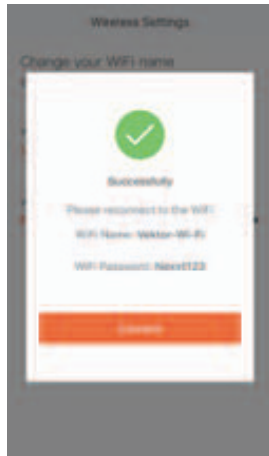 Wireless Settings
Change your WiFi name
Successfully
Please reconnect to the WiFi
WiFi Name: Vektor-Wi-Fi
WiFi Password:
Connect